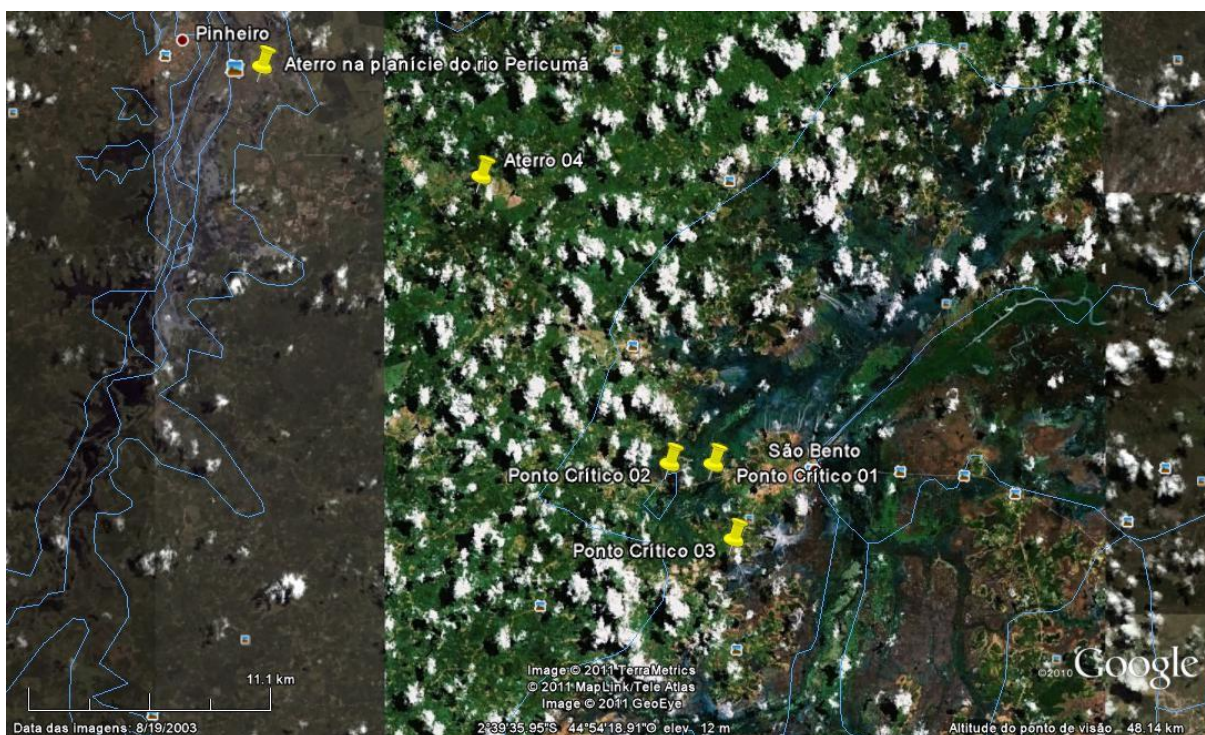 Pinheiro
Aterro na planície do rio Pericumã
Aterro 04
São Bento
Ponto Crítico 02
Ponto Crítico 01
Ponto Crítico 03
11.1 km
Image © 2011 TerraMetrics
© 2011 MapLink/Tele Atlas
Image © 2011 GeoEye
©2010 Google
Data das imagens: 8/19/2003
2°39'35.95"S 44°54'18.91"O elev 12 m
Altitude do ponto de visão 48.14 km